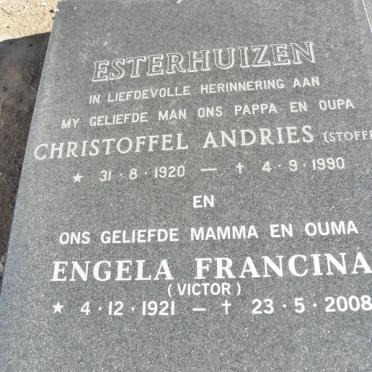 ESTERHUIZEN
IN LIEFDEVOLLE HERINNERING AAN
MY GELIEFDE MAN ONS PAPPA EN OUPA
CHRISTOFFEL ANDRIES (STOFFE
★ 31·8·1920 — † 4·9·1990
EN
ONS GELIEFDE MAMMA EN OUMA
ENGELA FRANCINA
(VICTOR)
★ 4·12·1921 — † 23·5·2008